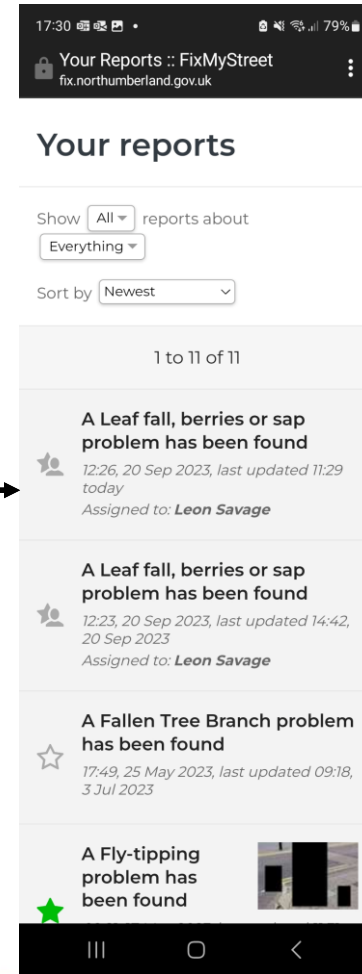 17:30
79%
Your Reports :: FixMyStreet
fix.northumberland.gov.uk
Your reports
Show All reports about
Everything
Sort by Newest
1 to 11 of 11
A Leaf fall, berries or sap
problem has been found
12:26, 20 Sep 2023, last updated 11:29
today
Assigned to: Leon Savage
A Leaf fall, berries or sap
problem has been found
12:23, 20 Sep 2023, last updated 14:42,
20 Sep 2023
Assigned to: Leon Savage
A Fallen Tree Branch problem
has been found
17:49, 25 May 2023, last updated 09:18,
3 Jul 2023
A Fly-tipping
problem has
been found